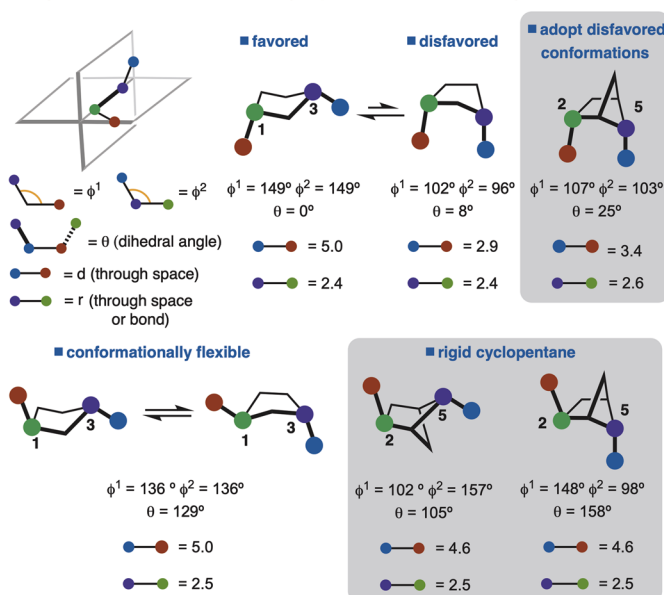 ■ favored
■ disfavored
■ adopt disfavored
conformations
1
3
2
5
= ϕ¹
= ϕ²
= θ (dihedral angle)
= d (through space)
= r (through space
or bond)
ϕ¹ = 149º ϕ² = 149º
θ = 0º
= 5.0
= 2.4
ϕ¹ = 102º ϕ² = 96º
θ = 8º
= 2.9
= 2.4
ϕ¹ = 107º ϕ² = 103º
θ = 25º
= 3.4
= 2.6
■ conformationally flexible
1
3
1
3
ϕ¹ = 136 º ϕ² = 136º
θ = 129º
= 5.0
= 2.5
■ rigid cyclopentane
2
5
2
5
ϕ¹ = 102 º ϕ² = 157º
θ = 105º
= 4.6
= 2.5
ϕ¹ = 148º ϕ² = 98º
θ = 158º
= 4.6
= 2.5